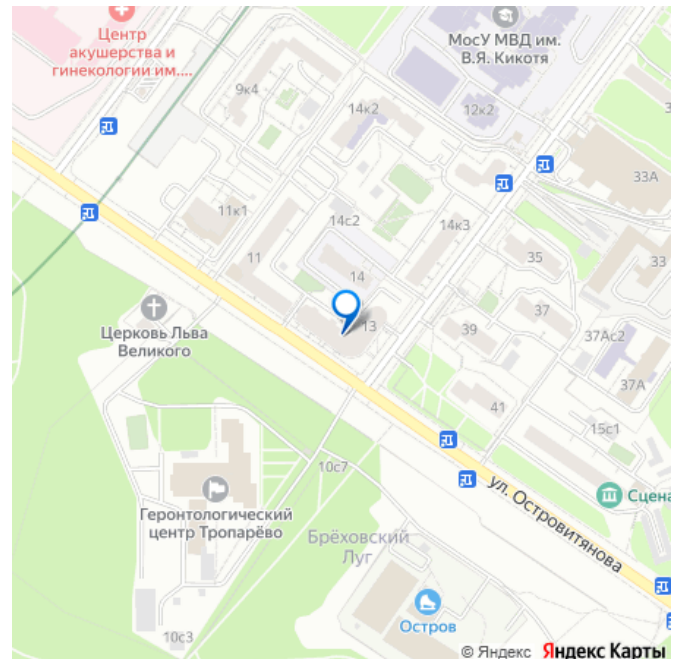 Центр
акушерства и
гинекологии им....
МосУ МВД им.
В.Я. Кикотя
9к4
14к2
12к2
33А
11к1
14с2
14к3
11
35
33
14
Церковь Льва
Великого
13
39
37
37Ас2
37А
41
15с1
10с7
ул. Островитянова
Сцена
Геронтологический
центр Тропарёво
Брёховский
Луг
Остров
10с3
© Яндекс Яндекс Карты